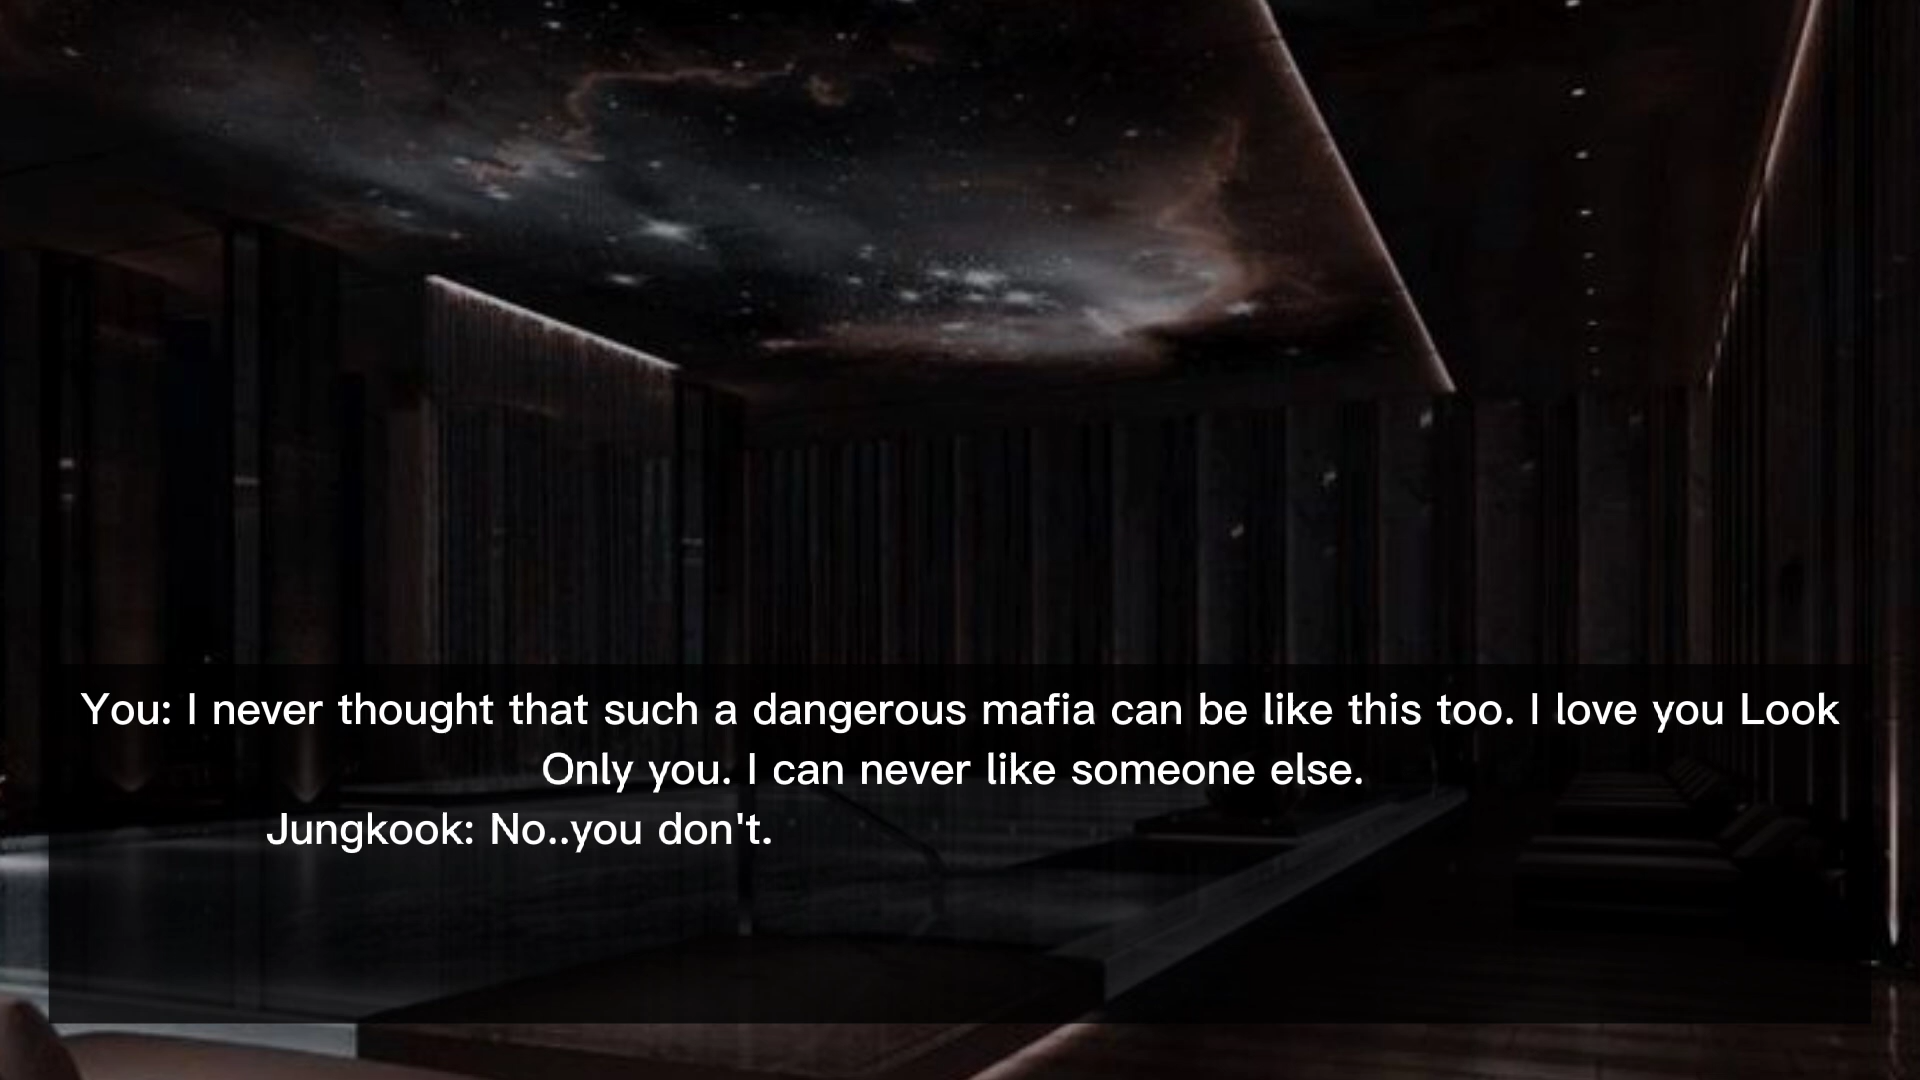 You: I never thought that such a dangerous mafia can be like this too. I love you Look
Only you. I can never like someone else.
Jungkook: No..you don't.